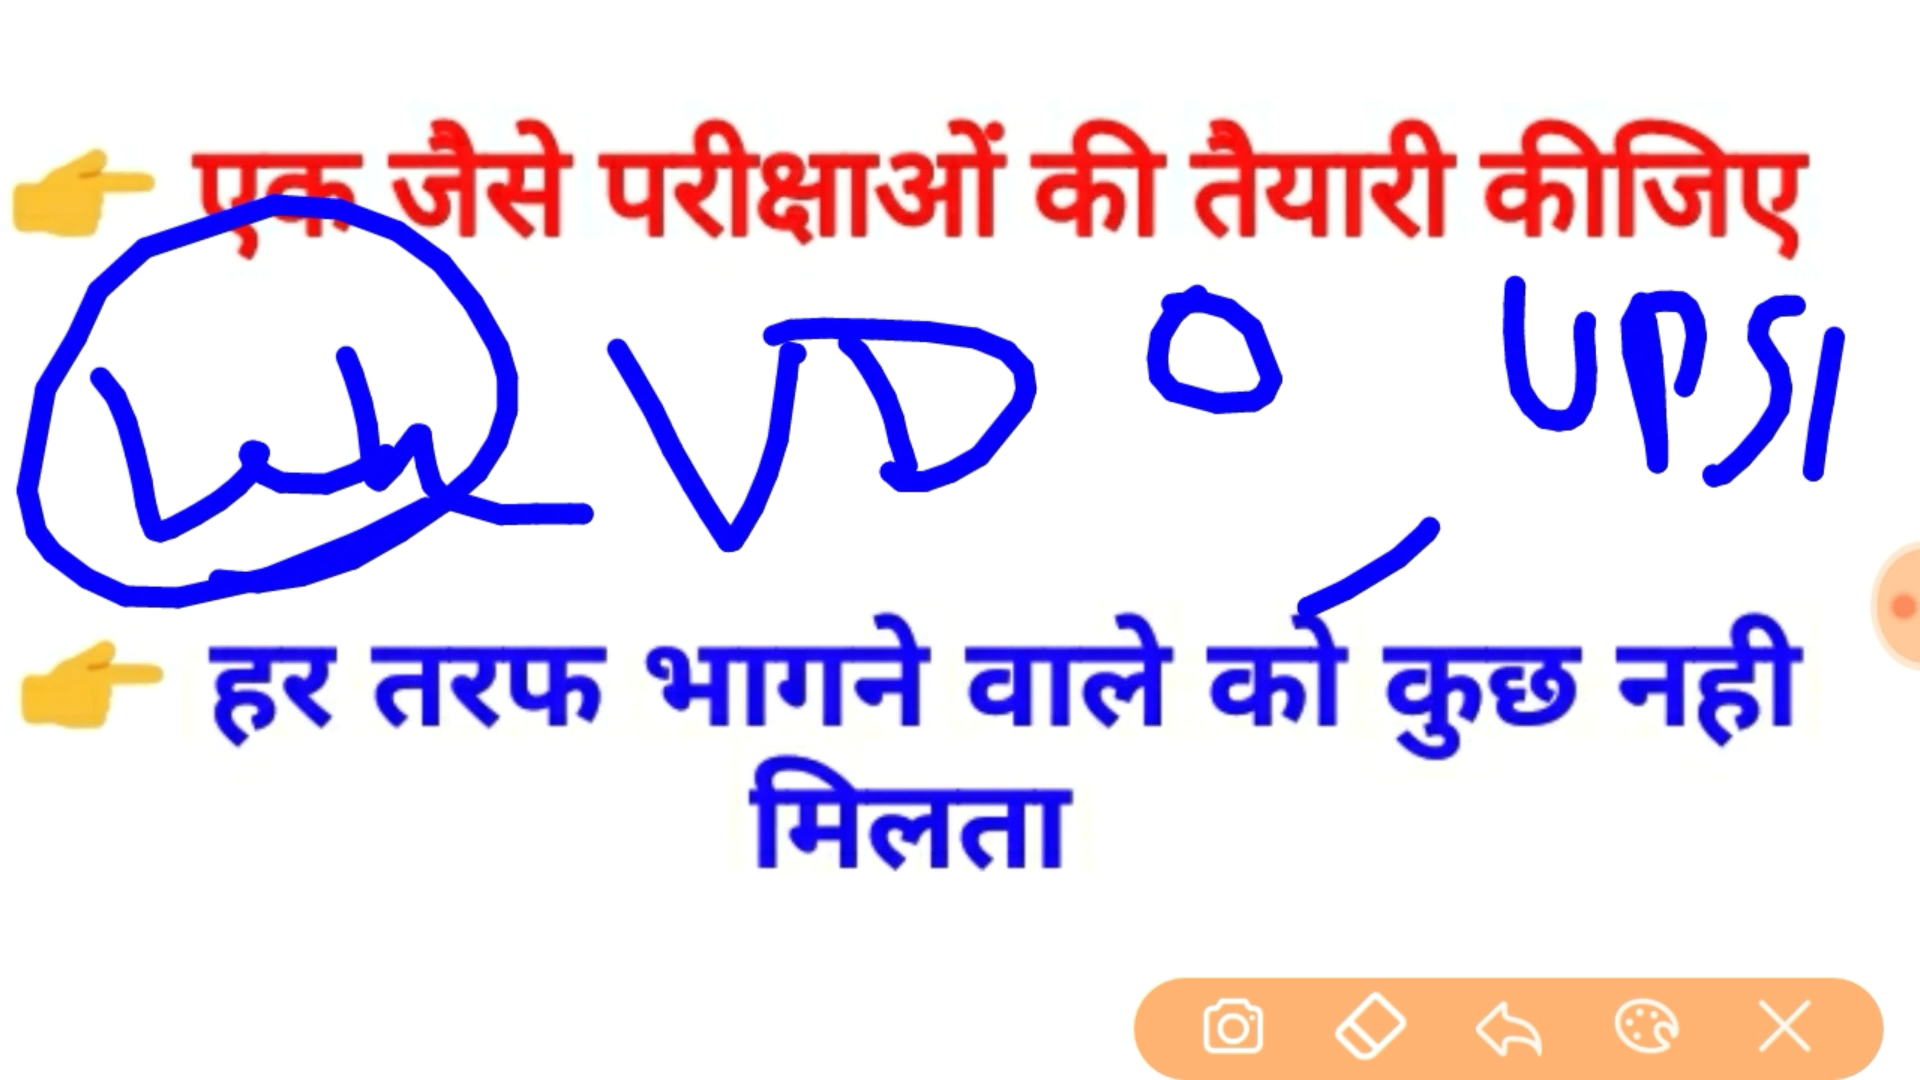 👉 एक जैसे परीक्षाओं की तैयारी कीजिए
VDO UPSI
👉 हर तरफ भागने वाले को कुछ नही
मिलता